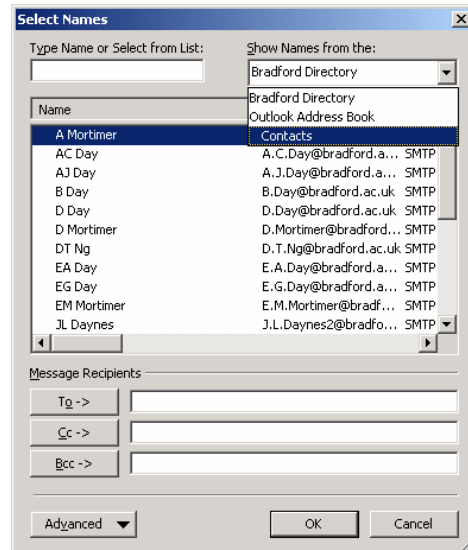 Select Names
Type Name or Select from List:
Show Names from the:
Bradford Directory
Bradford Directory
Outlook Address Book
Contacts
Name
A Mortimer
AC Day A.C.Day@bradford.a... SMTP
AJ Day A.J.Day@bradford.a... SMTP
B Day B.Day@bradford.ac.uk SMTP
D Day D.Day@bradford.ac.uk SMTP
D Mortimer D.Mortimer@bradford... SMTP
DT Ng D.T.Ng@bradford.ac.uk SMTP
EA Day E.A.Day@bradford.a... SMTP
EG Day E.G.Day@bradford.a... SMTP
EM Mortimer E.M.Mortimer@bradf... SMTP
JL Daynes J.L.Daynes2@bradfo... SMTP
Message Recipients
To ->
Cc ->
Bcc ->
Advanced
OK
Cancel